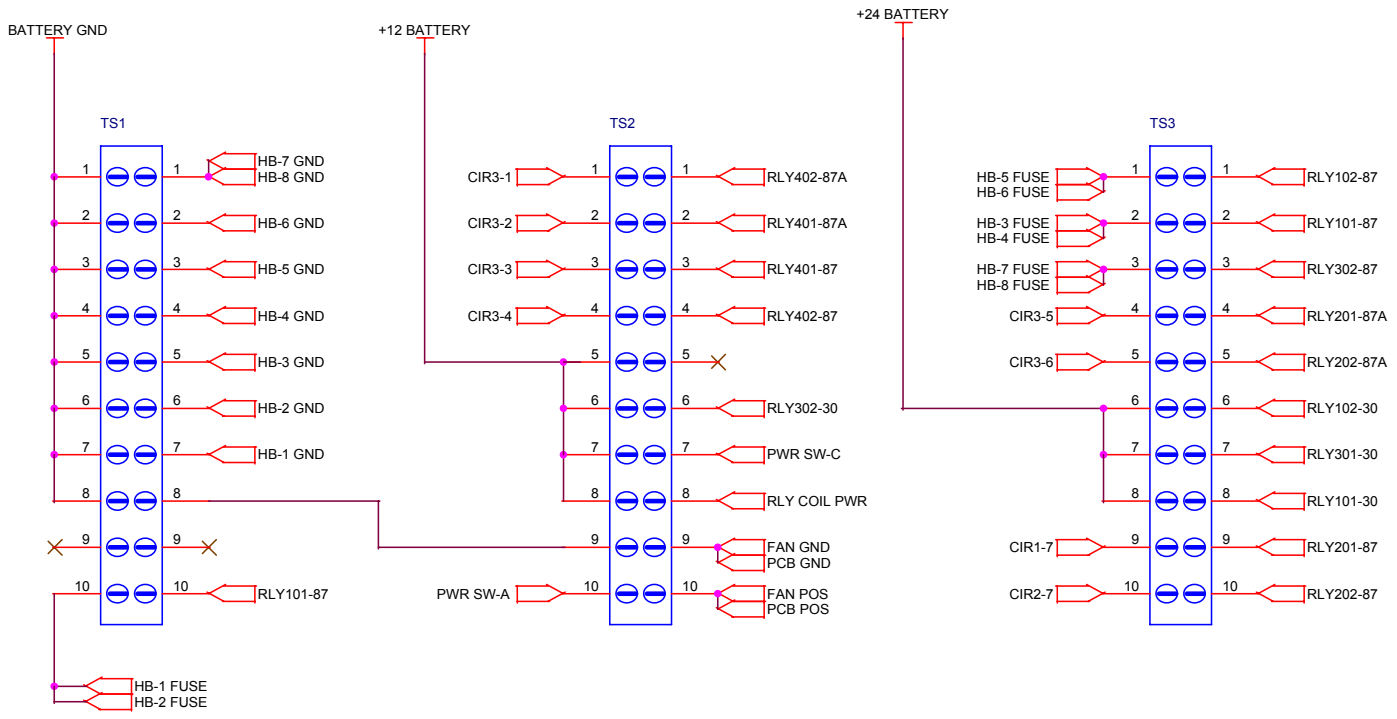 +24 BATTERY
BATTERY GND
+12 BATTERY
TS1
1 1 HB-7 GND
HB-8 GND
2 2 HB-6 GND
3 3 HB-5 GND
4 4 HB-4 GND
5 5 HB-3 GND
6 6 HB-2 GND
7 7 HB-1 GND
8 8
9 9
10 10 RLY101-87
HB-1 FUSE
HB-2 FUSE
TS2
CIR3-1 1 1 RLY402-87A
CIR3-2 2 2 RLY401-87A
CIR3-3 3 3 RLY401-87
CIR3-4 4 4 RLY402-87
5 5
6 6 RLY302-30
7 7 PWR SW-C
8 8 RLY COIL PWR
9 9 FAN GND
PCB GND
PWR SW-A 10 10 FAN POS
PCB POS
TS3
HB-5 FUSE 1 1 RLY102-87
HB-6 FUSE
HB-3 FUSE 2 2 RLY101-87
HB-4 FUSE
HB-7 FUSE 3 3 RLY302-87
HB-8 FUSE
CIR3-5 4 4 RLY201-87A
CIR3-6 5 5 RLY202-87A
6 6 RLY102-30
7 7 RLY301-30
8 8 RLY101-30
CIR1-7 9 9 RLY201-87
CIR2-7 10 10 RLY202-87